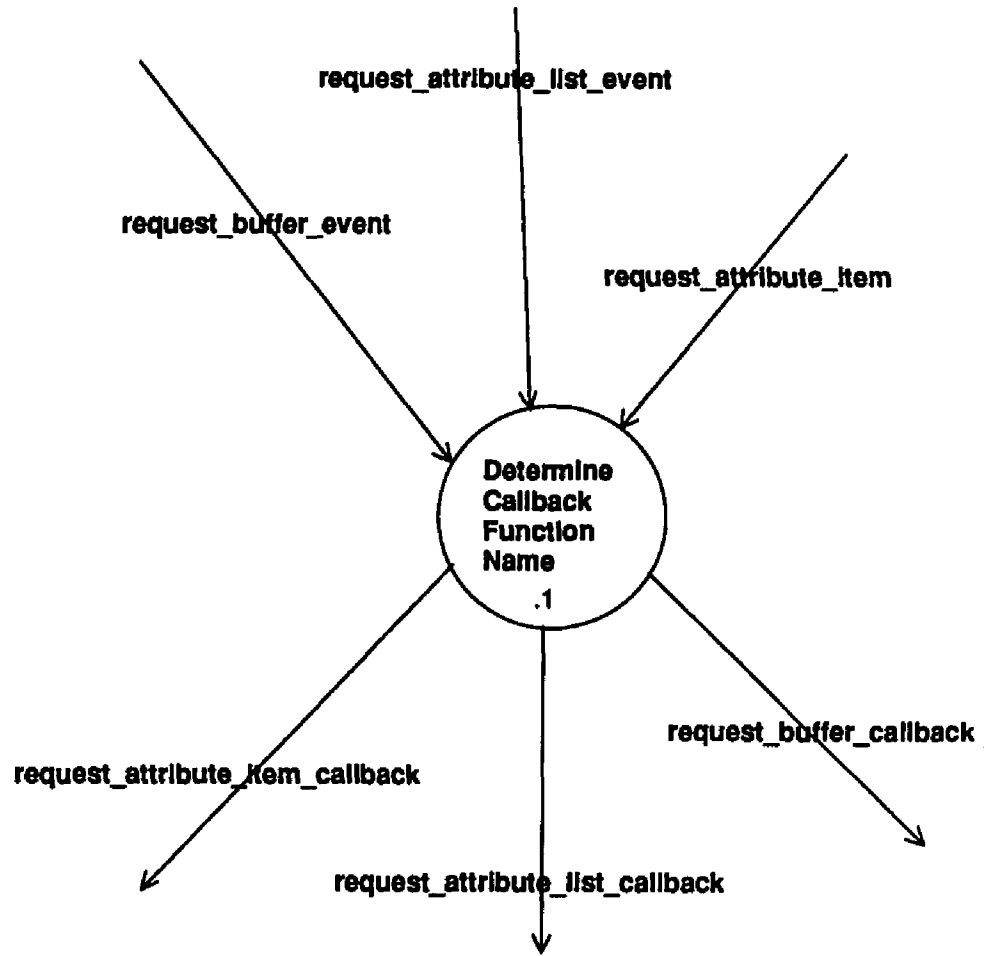 request_attribute_list_event
request_buffer_event
request_attribute_item
Determine
Callback
Function
Name
.1
request_buffer_callback
request_attribute_item_callback
request_attribute_list_callback